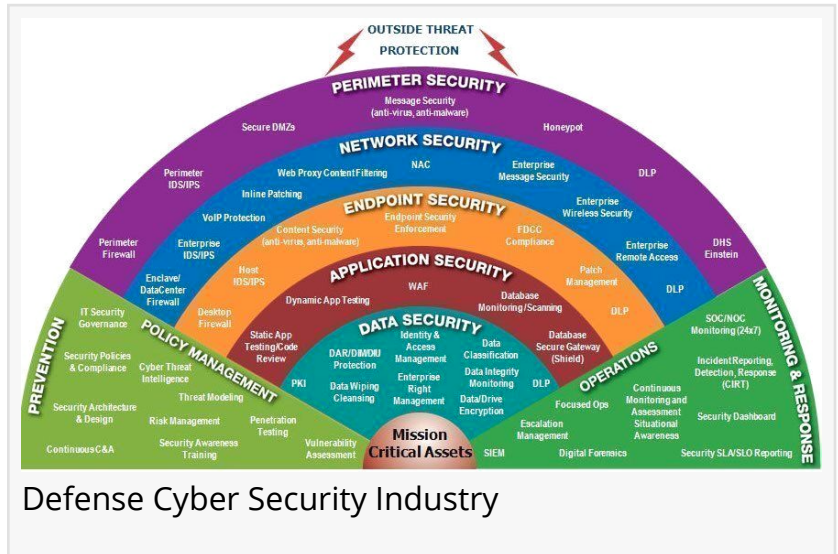 OUTSIDE THREAT
PROTECTION
PERIMETER SECURITY
Message Security
(anti-virus, anti-malware)
Secure DMZs
Honeypot
Perimeter
IDS/IPS
DLP
Perimeter
Firewall
DHS
Einstein
NETWORK SECURITY
NAC
Web Proxy Content Filtering
Enterprise
Message Security
Inline Patching
Enterprise
Wireless Security
VoIP Protection
Enterprise
IDS/IPS
Enterprise
Remote Access
Enclave/
DataCenter
Firewall
DLP
ENDPOINT SECURITY
Endpoint Security
Enforcement
Content Security
(anti-virus, anti-malware)
FDCC
Compliance
Host
IDS/IPS
Patch
Management
Desktop
Firewall
DLP
APPLICATION SECURITY
WAF
Dynamic App Testing
Database
Monitoring/Scanning
Static App
Testing/Code
Review
Database
Secure Gateway
(Shield)
DATA SECURITY
Identity &
Access
Management
Data
Classification
DAR/DIM/DIU
Protection
Enterprise
Right
Management
Data Integrity
Monitoring
PKI
Data Wiping
Cleansing
DLP
Data/Drive
Encryption
Mission
Critical Assets
PREVENTION
POLICY MANAGEMENT
IT Security
Governance
Security Policies
& Compliance
Cyber Threat
Intelligence
Threat Modeling
Security Architecture
& Design
Risk Management
Penetration
Testing
Continuous C&A
Security Awareness
Training
Vulnerability
Assessment
OPERATIONS
MONITORING & RESPONSE
SOC/NOC
Monitoring (24x7)
Incident Reporting,
Detection, Response
(CIRT)
Focused Ops
Continuous
Monitoring and
Assessment
Situational
Awareness
Security Dashboard
Escalation
Management
SIEM
Digital Forensics
Security SLA/SLO Reporting
Defense Cyber Security Industry